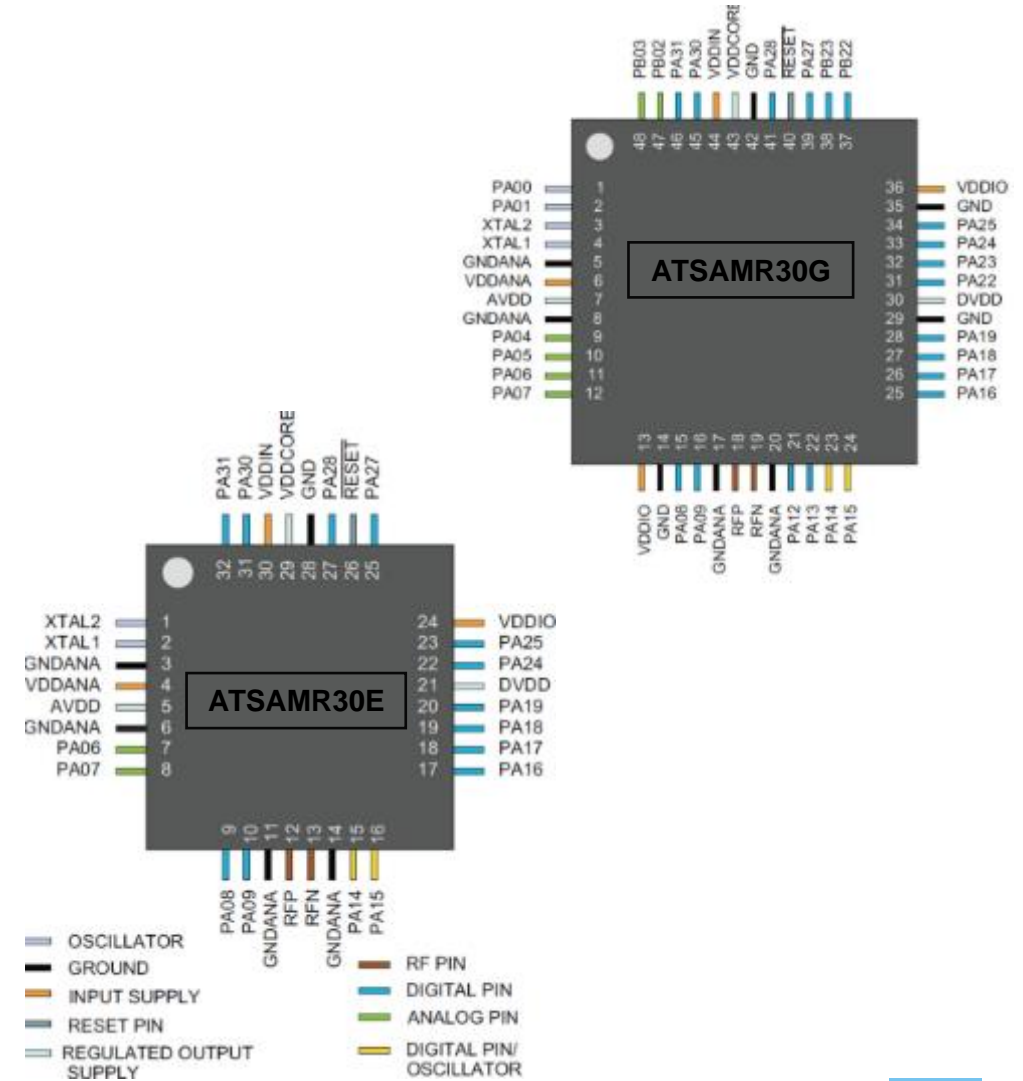 PB03
PB02
PA31
PA30
VDDIN
VDDCORE
GND
PA28
RESET
PA27
PB23
PB22
48
47
46
45
44
43
42
41
40
39
38
37
PA00 1
PA01 2
XTAL2 3
XTAL1 4
GNDANA 5
VDDANA 6
AVDD 7
GNDANA 8
PA04 9
PA05 10
PA06 11
PA07 12
ATSAMR30G
36 VDDIO
35 GND
34 PA25
33 PA24
32 PA23
31 PA22
30 DVDD
29 GND
28 PA19
27 PA18
26 PA17
25 PA16
13
14
15
16
17
18
19
20
21
22
23
24
VDDIO
GND
PA08
PA09
GNDANA
RFP
RFN
GNDANA
PA12
PA13
PA14
PA15
PA31
PA30
VDDIN
VDDCORE
GND
PA28
RESET
PA27
32
31
30
29
28
27
26
25
XTAL2 1
XTAL1 2
GNDANA 3
VDDANA 4
AVDD 5
GNDANA 6
PA06 7
PA07 8
ATSAMR30E
24 VDDIO
23 PA25
22 PA24
21 DVDD
20 PA19
19 PA18
18 PA17
17 PA16
9
10
11
12
13
14
15
16
PA08
PA09
GNDANA
RFP
RFN
GNDANA
PA14
PA15
OSCILLATOR
GROUND
INPUT SUPPLY
RESET PIN
REGULATED OUTPUT
SUPPLY
RF PIN
DIGITAL PIN
ANALOG PIN
DIGITAL PIN/
OSCILLATOR